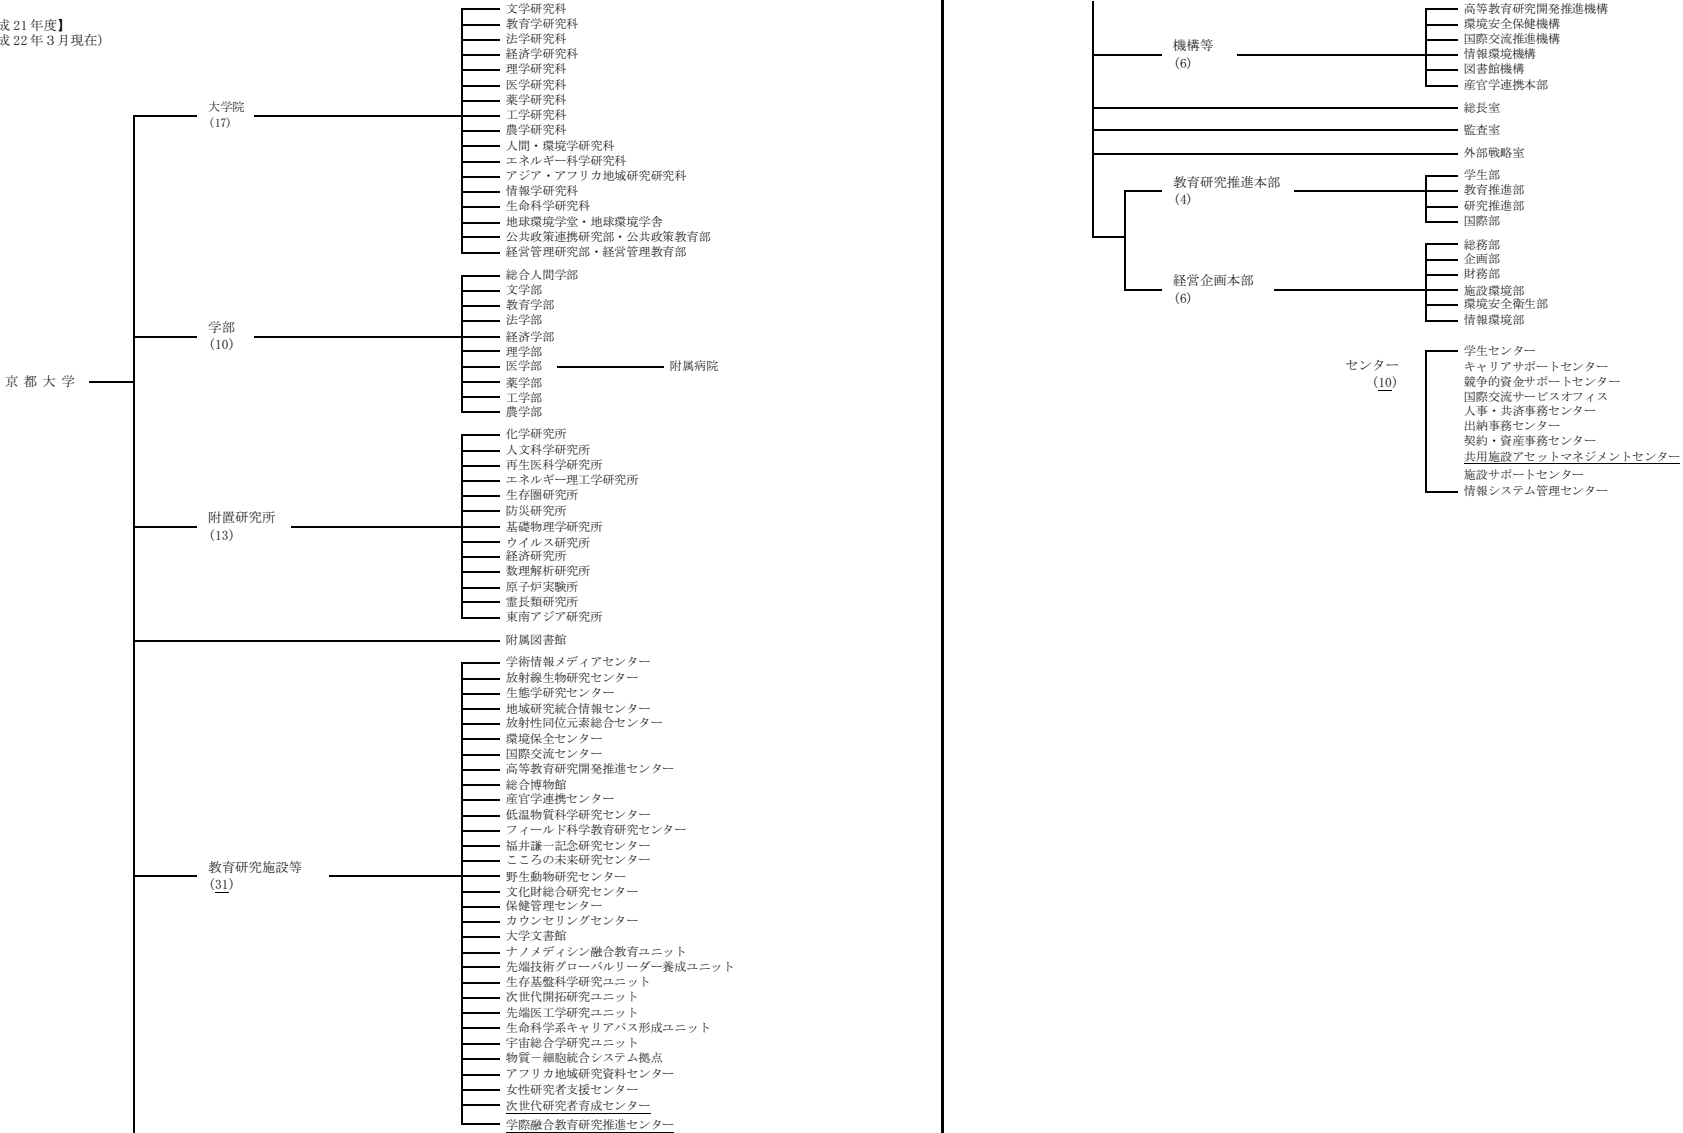 成 21 年度】
成 22 年 3 月現在）
京 都 大 学
大学院
（17）
文学研究科
教育学研究科
法学研究科
経済学研究科
理学研究科
医学研究科
薬学研究科
工学研究科
農学研究科
人間・環境学研究科
エネルギー科学研究科
アジア・アフリカ地域研究研究科
情報学研究科
生命科学研究科
地球環境学堂・地球環境学舎
公共政策連携研究部・公共政策教育部
経営管理研究部・経営管理教育部
学部
（10）
総合人間学部
文学部
教育学部
法学部
経済学部
理学部
医学部 附属病院
薬学部
工学部
農学部
附置研究所
（13）
化学研究所
人文科学研究所
再生医科学研究所
エネルギー理工学研究所
生存圏研究所
防災研究所
基礎物理学研究所
ウイルス研究所
経済研究所
数理解析研究所
原子炉実験所
霊長類研究所
東南アジア研究所
附属図書館
教育研究施設等
（31）
学術情報メディアセンター
放射線生物研究センター
生態学研究センター
地域研究統合情報センター
放射性同位元素総合センター
環境保全センター
国際交流センター
高等教育研究開発推進センター
総合博物館
産官学連携センター
低温物質科学研究センター
フィールド科学教育研究センター
福井謙一記念研究センター
こころの未来研究センター
野生動物研究センター
文化財総合研究センター
保健管理センター
カウンセリングセンター
大学文書館
ナノメディシン融合教育ユニット
先端技術グローバルリーダー養成ユニット
生存基盤科学研究ユニット
次世代開拓研究ユニット
先端医工学研究ユニット
生命科学系キャリアパス形成ユニット
宇宙総合学研究ユニット
物質－細胞統合システム拠点
アフリカ地域研究資料センター
女性研究者支援センター
次世代研究者育成センター
学際融合教育研究推進センター
機構等
（6）
高等教育研究開発推進機構
環境安全保健機構
国際交流推進機構
情報環境機構
図書館機構
産官学連携本部
総長室
監査室
外部戦略室
教育研究推進本部
（4）
学生部
教育推進部
研究推進部
国際部
経営企画本部
（6）
総務部
企画部
財務部
施設環境部
環境安全衛生部
情報環境部
センター
（10）
学生センター
キャリアサポートセンター
競争的資金サポートセンター
国際交流サービスオフィス
人事・共済事務センター
出納事務センター
契約・資産事務センター
共用施設アセットマネジメントセンター
施設サポートセンター
情報システム管理センター